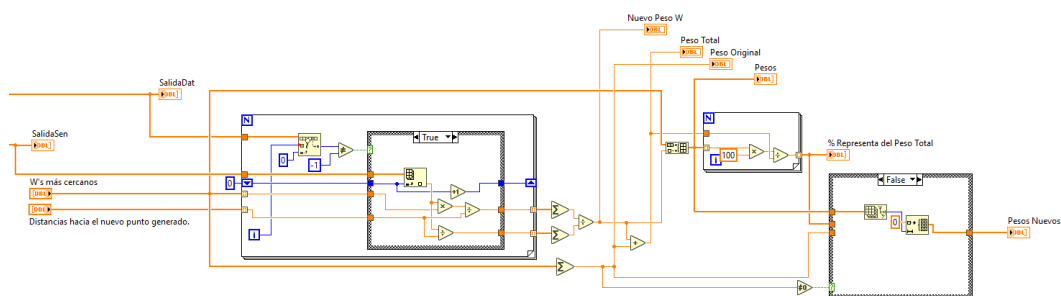 Nuevo Peso W
DBL
Peso Total
DBL
Peso Original
DBL
Pesos
DBL
SalidaDat
DBL
SalidaSen
DBL
N
0
-1
True
0
i
+1
W's más cercanos
DBL
DBL
Distancias hacia el nuevo punto generado.
N
i
100
% Representa del Peso Total
DBL
False
0
Pesos Nuevos
DBL
≠0